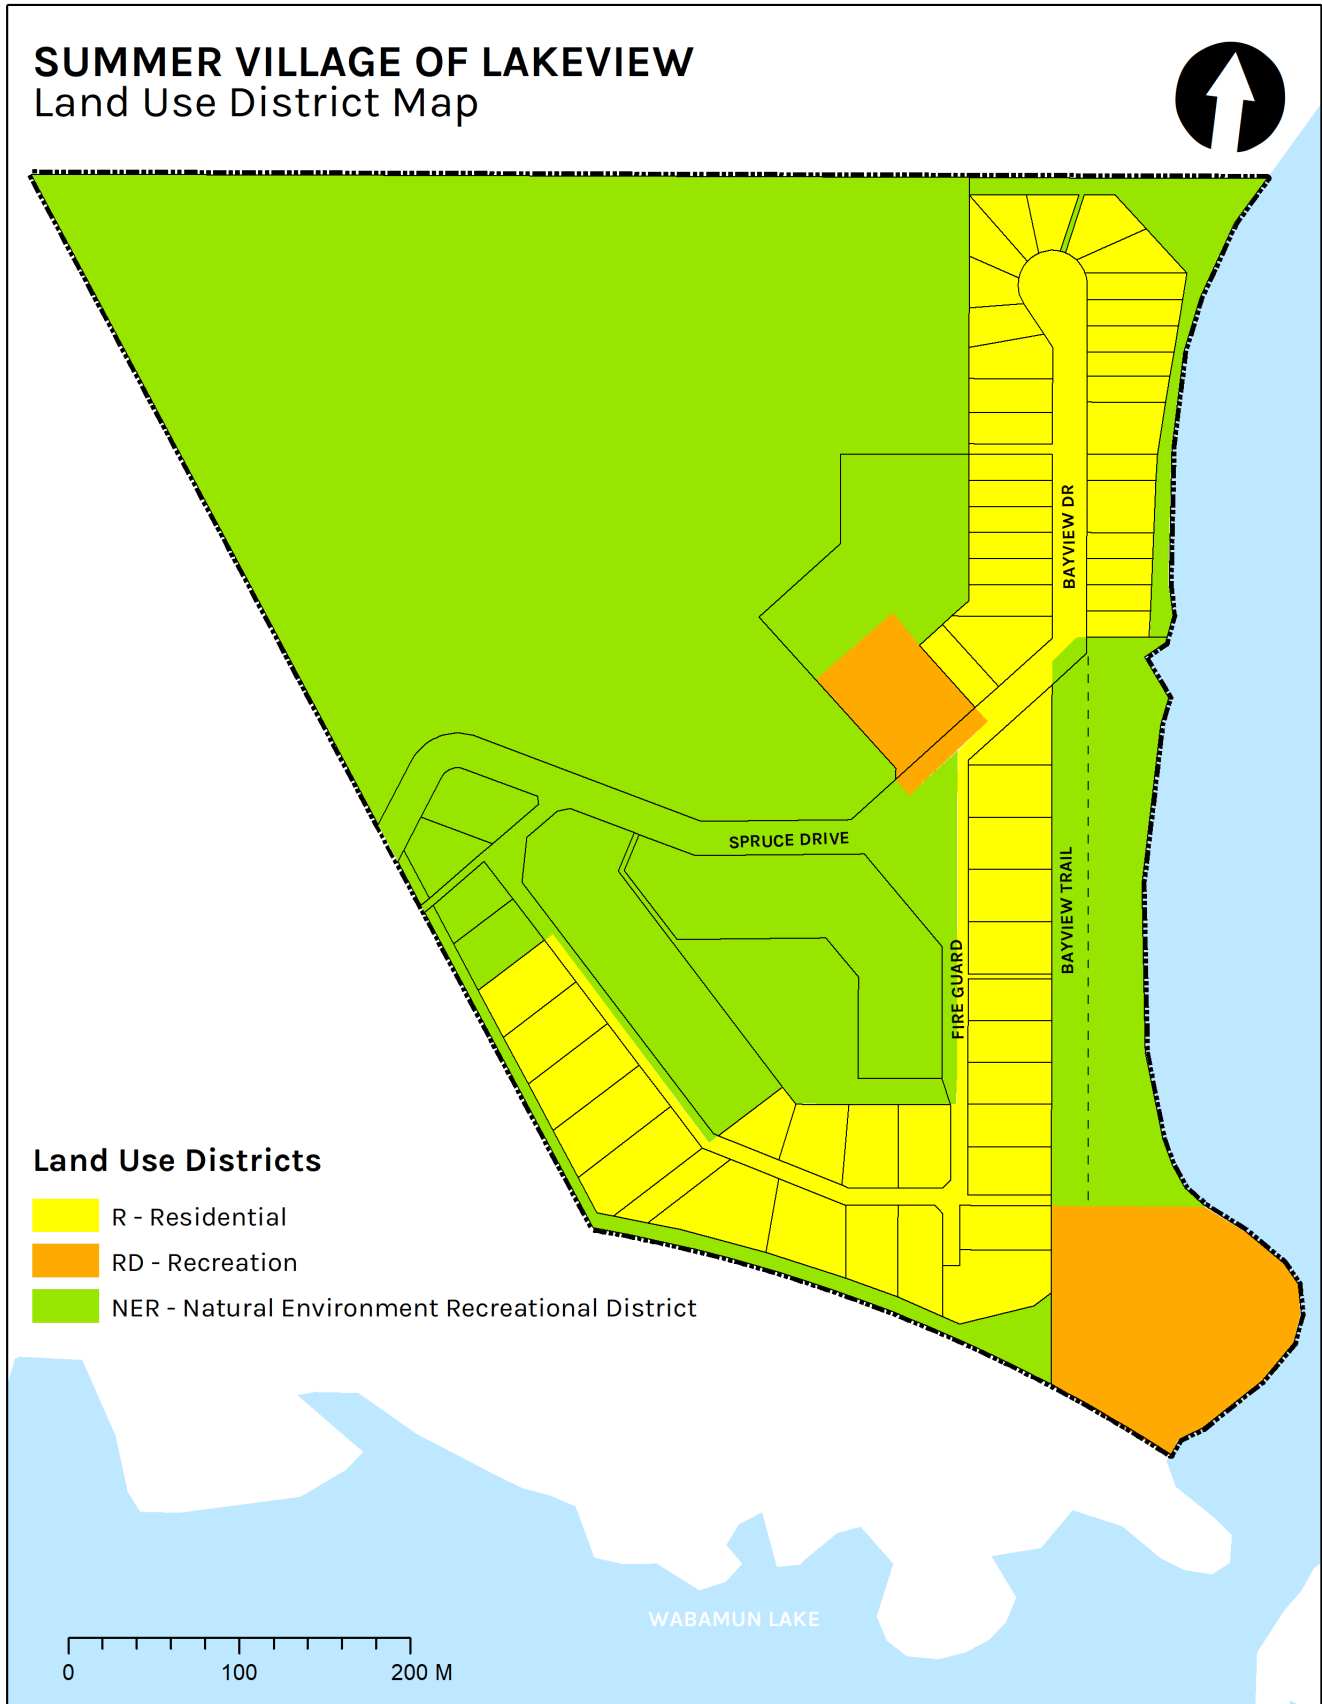 SUMMER VILLAGE OF LAKEVIEW
Land Use District Map
BAYVIEW DR
SPRUCE DRIVE
BAYVIEW TRAIL
FIRE GUARD
Land Use Districts
R - Residential
RD - Recreation
NER - Natural Environment Recreational District
WABAMUN LAKE
0 100 200 M